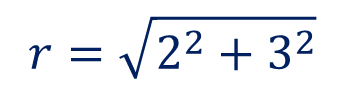 r = √(2² + 3²)